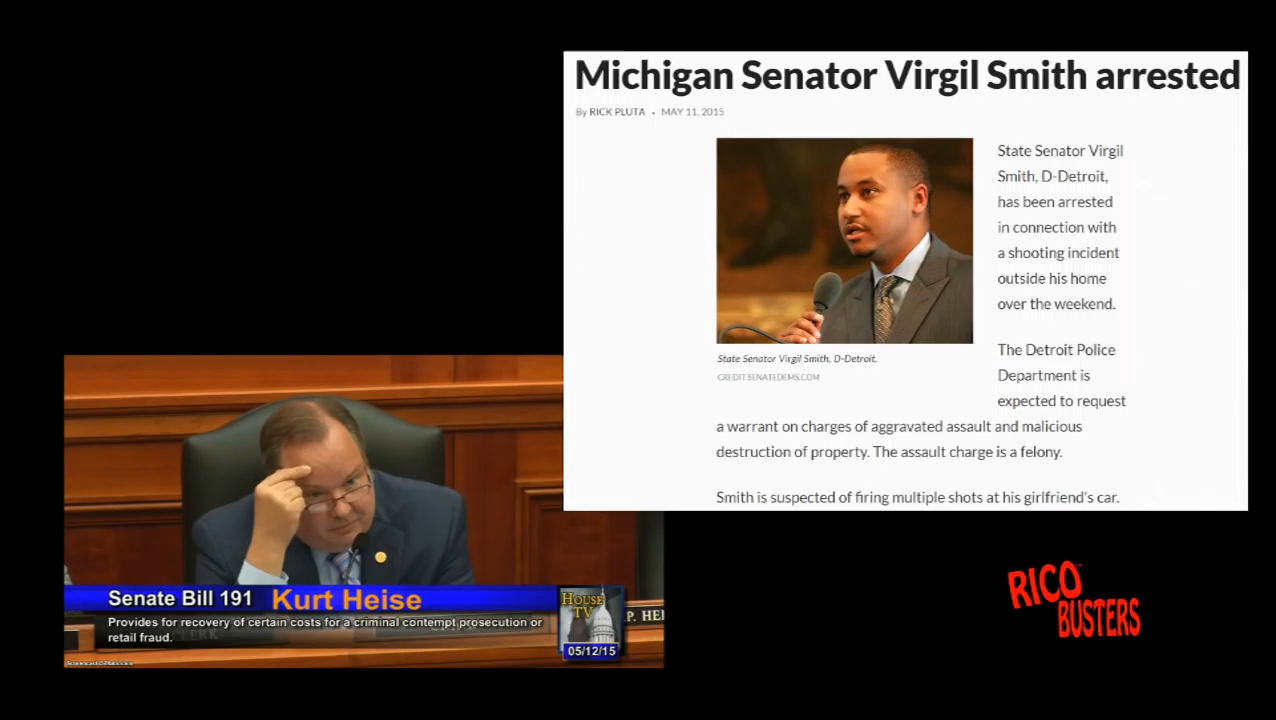 Michigan Senator Virgil Smith arrested
By RICK PLUTA • MAY 11, 2015
State Senator Virgil
Smith, D-Detroit,
has been arrested
in connection with
a shooting incident
outside his home
over the weekend.
State Senator Virgil Smith, D-Detroit.
CREDIT SENATEDEMS.COM
The Detroit Police
Department is
expected to request
a warrant on charges of aggravated assault and malicious
destruction of property. The assault charge is a felony.
Smith is suspected of firing multiple shots at his girlfriend's car.
Senate Bill 191 Kurt Heise
Provides for recovery of certain costs for a criminal contempt prosecution or
retail fraud.
CLERK
HOUSE
TV
05/12/15
P. HEI
RICO
BUSTERS